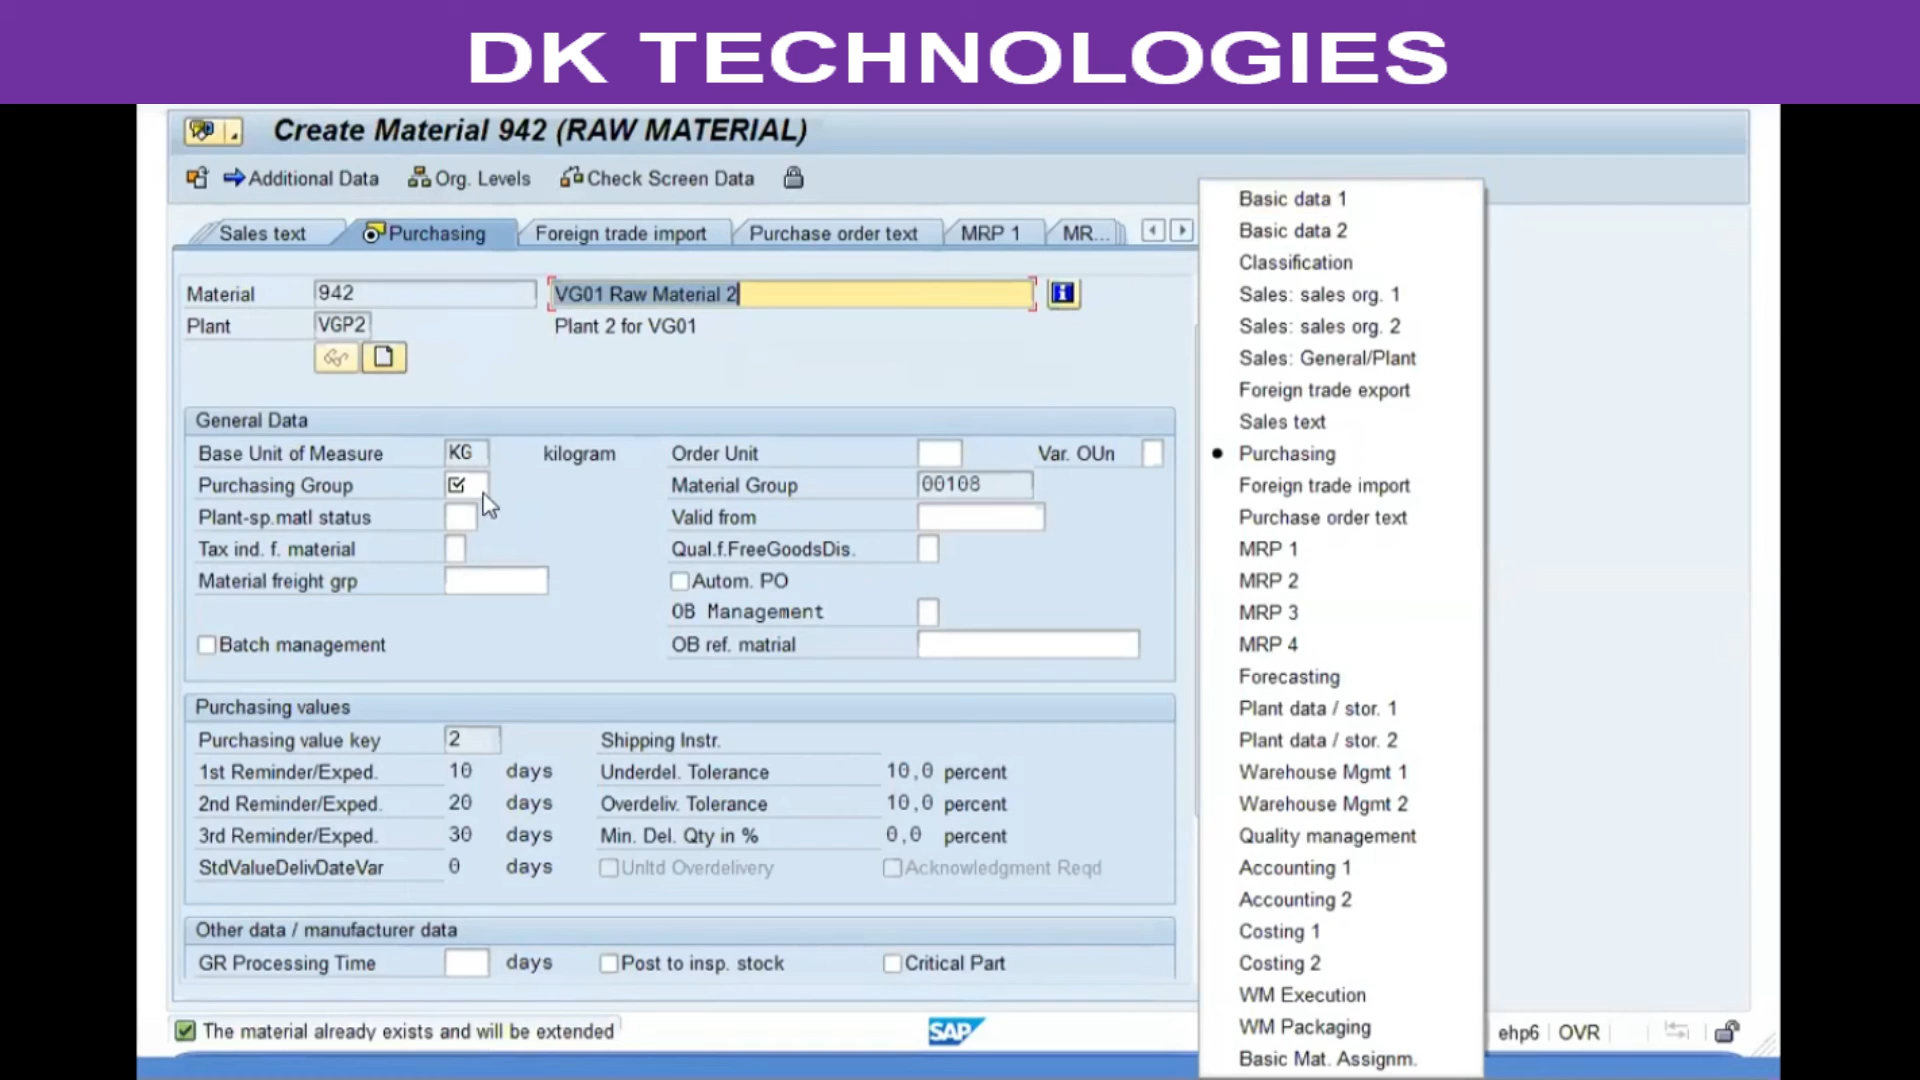 DK TECHNOLOGIES
Create Material 942 (RAW MATERIAL)
Additional Data Org. Levels Check Screen Data
Sales text Purchasing Foreign trade import Purchase order text MRP 1 MR...
Material 942 VG01 Raw Material 2
Plant VGP2 Plant 2 for VG01
General Data
Base Unit of Measure KG kilogram Order Unit Var. OUn
Purchasing Group Material Group 00108
Plant-sp.matl status Valid from
Tax ind. f. material Qual.f.FreeGoodsDis.
Material freight grp Autom. PO
OB Management
Batch management OB ref. matrial
Purchasing values
Purchasing value key 2 Shipping Instr.
1st Reminder/Exped. 10 days Underdel. Tolerance 10,0 percent
2nd Reminder/Exped. 20 days Overdeliv. Tolerance 10,0 percent
3rd Reminder/Exped. 30 days Min. Del. Qty in % 0,0 percent
StdValueDelivDateVar 0 days Unltd Overdelivery Acknowledgment Reqd
Other data / manufacturer data
GR Processing Time days Post to insp. stock Critical Part
The material already exists and will be extended
SAP
Basic data 1
Basic data 2
Classification
Sales: sales org. 1
Sales: sales org. 2
Sales: General/Plant
Foreign trade export
Sales text
Purchasing
Foreign trade import
Purchase order text
MRP 1
MRP 2
MRP 3
MRP 4
Forecasting
Plant data / stor. 1
Plant data / stor. 2
Warehouse Mgmt 1
Warehouse Mgmt 2
Quality management
Accounting 1
Accounting 2
Costing 1
Costing 2
WM Execution
WM Packaging
Basic Mat. Assignm.
ehp6 OVR